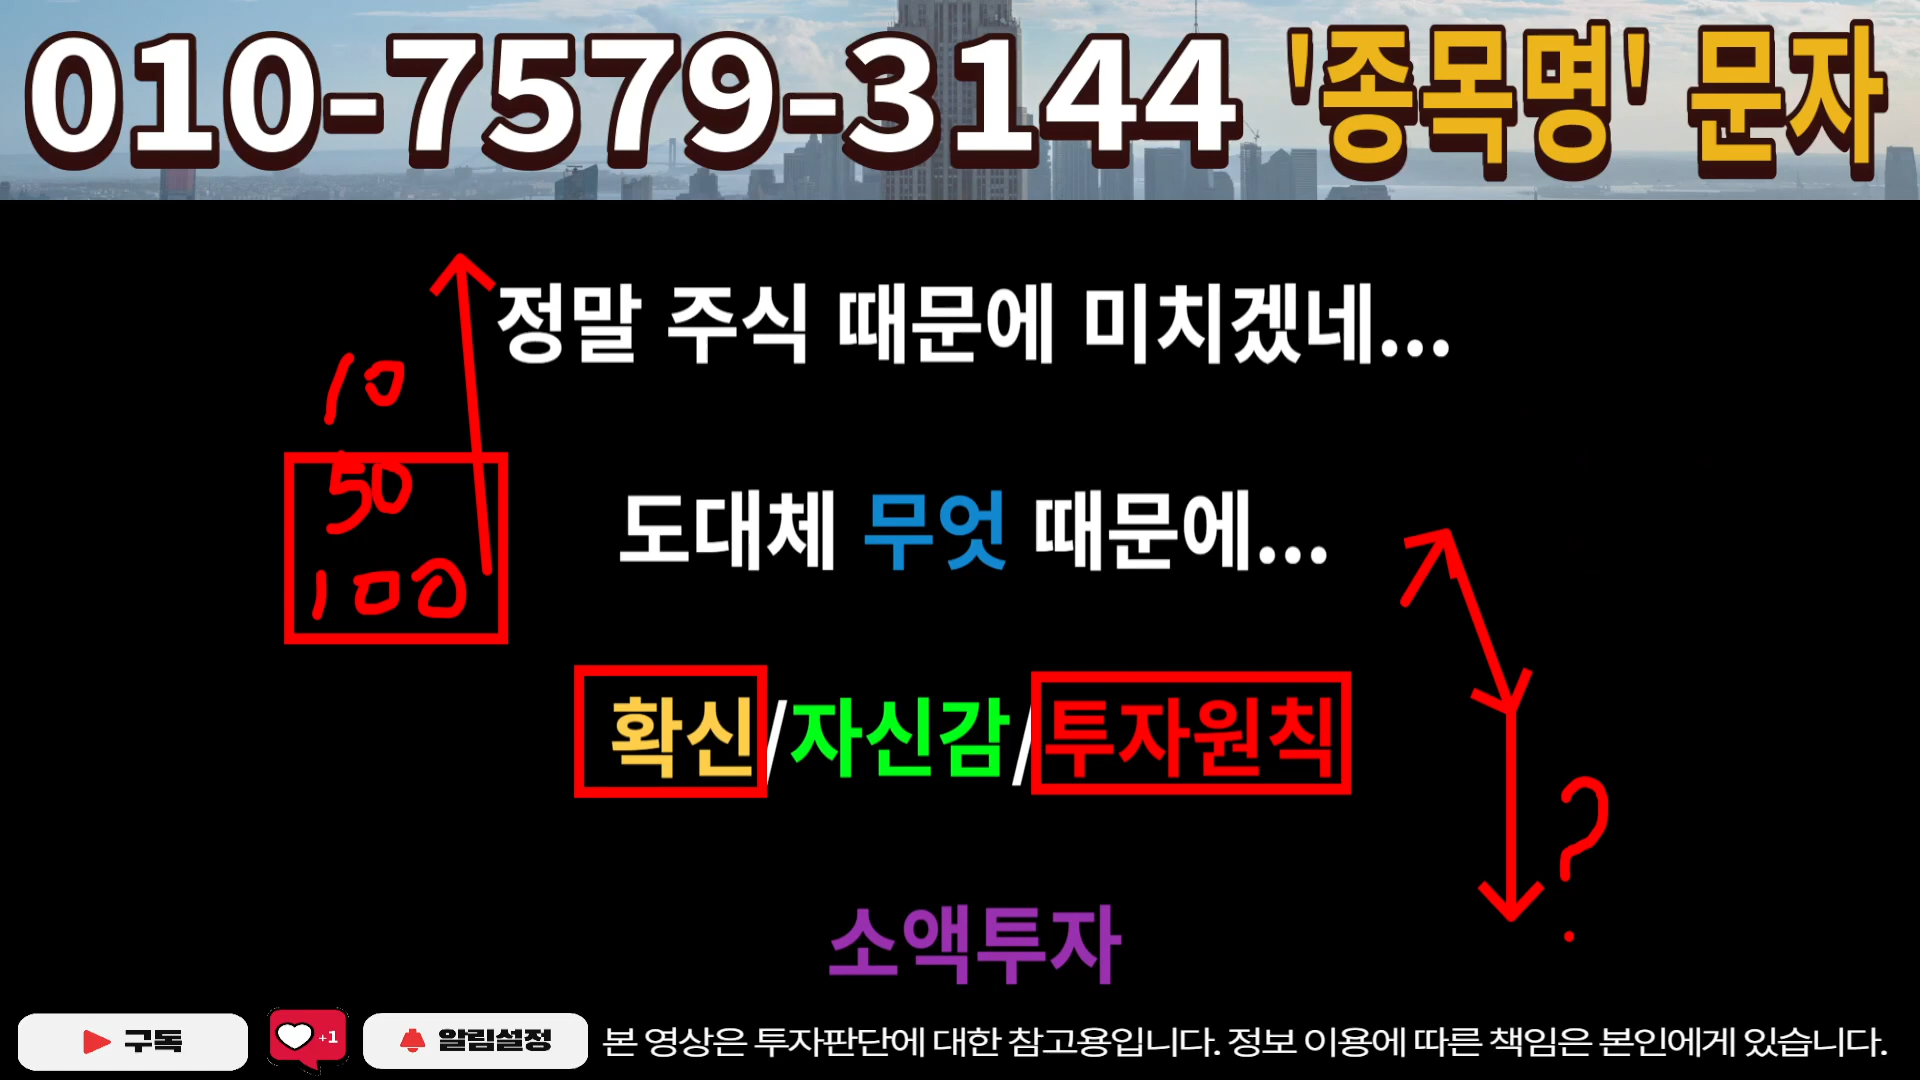 010-7579-3144 '종목명' 문자
정말 주식 때문에 미치겠네...
10
50
100
도대체 무엇 때문에...
확신/자신감/투자원칙
?
소액투자
구독
+1
알림설정
본 영상은 투자판단에 대한 참고용입니다. 정보 이용에 따른 책임은 본인에게 있습니다.